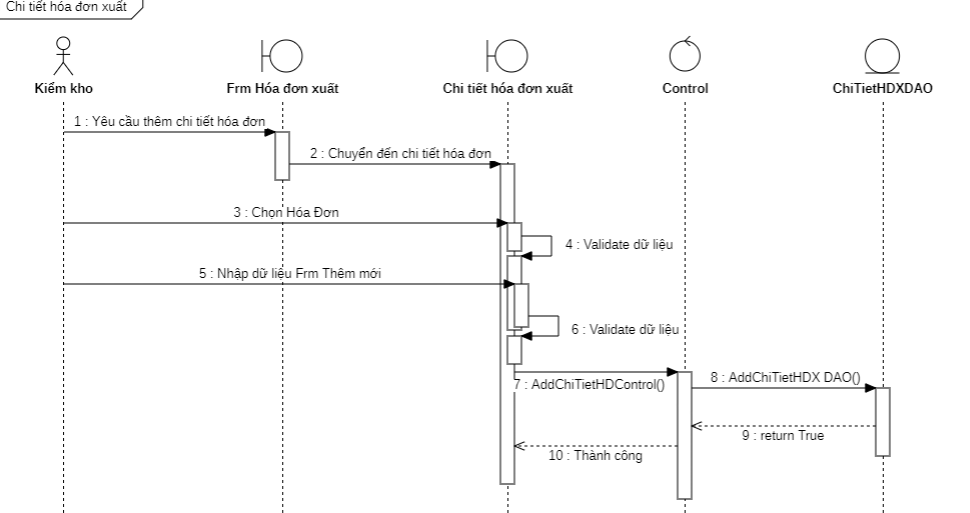 Chi tiết hóa đơn xuất
Kiểm kho
Frm Hóa đơn xuất
Chi tiết hóa đơn xuất
Control
ChiTietHDXDAO
1 : Yêu cầu thêm chi tiết hóa đơn
2 : Chuyển đến chi tiết hóa đơn
3 : Chọn Hóa Đơn
4 : Validate dữ liệu
5 : Nhập dữ liệu Frm Thêm mới
6 : Validate dữ liệu
7 : AddChiTietHDControl()
8 : AddChiTietHDX DAO()
9 : return True
10 : Thành công